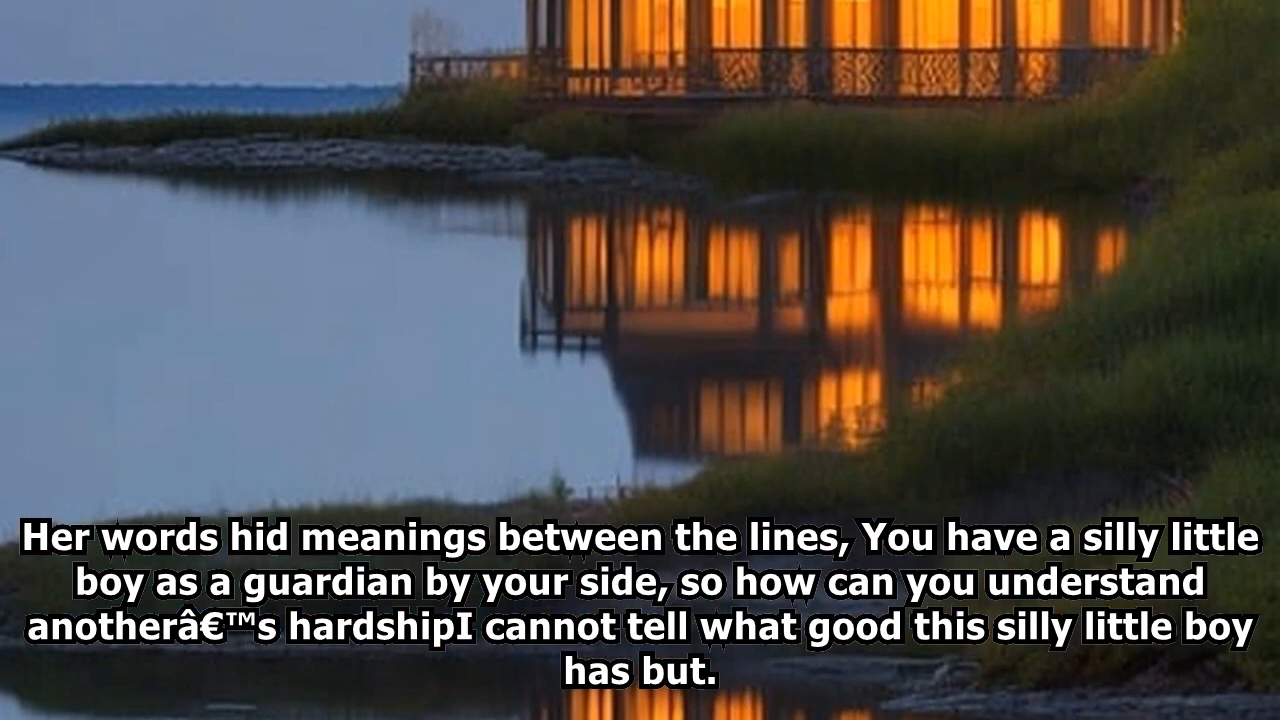 Her words hid meanings between the lines, You have a silly little
boy as a guardian by your side, so how can you understand
anotherâ€™s hardshipI cannot tell what good this silly little boy
has but.